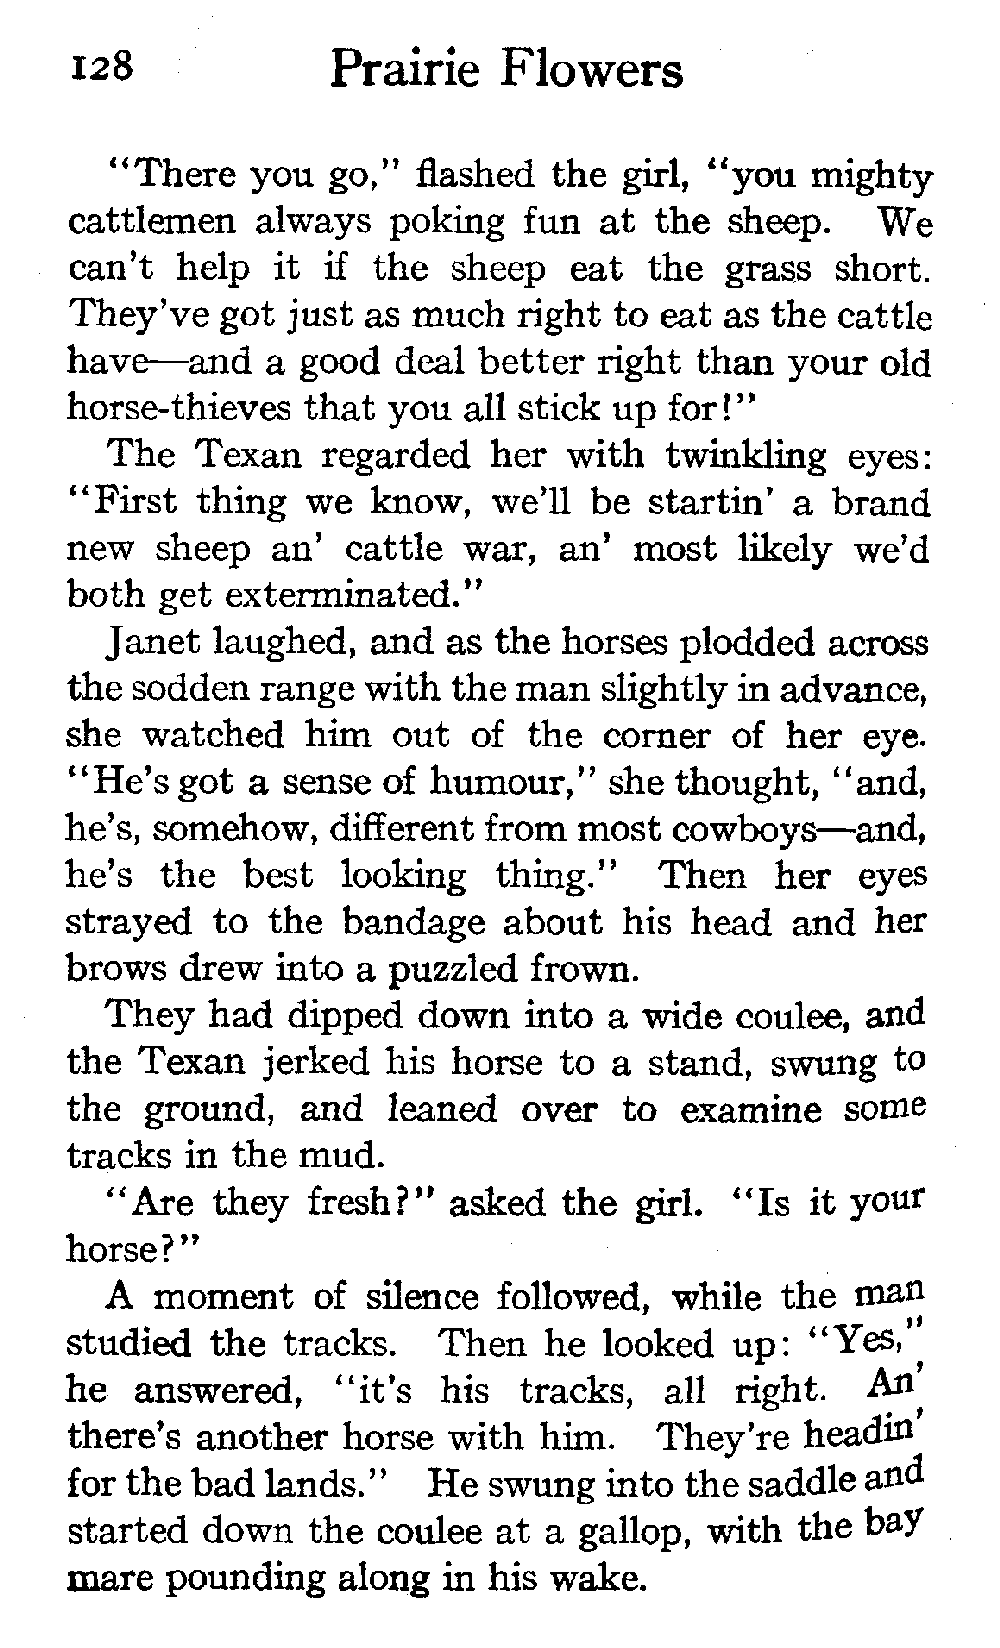 128 Prairie Flowers
“There you go,” flashed the girl, “you mighty
cattlemen always poking fun at the sheep. We
can’t help it if the sheep eat the grass short.
They’ve got just as much right to eat as the cattle
have—and a good deal better right than your old
horse-thieves that you all stick up for!”
The Texan regarded her with twinkling eyes:
“First thing we know, we’ll be startin’ a brand
new sheep an’ cattle war, an’ most likely we’d
both get exterminated.”
Janet laughed, and as the horses plodded across
the sodden range with the man slightly in advance,
she watched him out of the corner of her eye.
“He’s got a sense of humour,” she thought, “and,
he’s, somehow, different from most cowboys—and,
he’s the best looking thing.” Then her eyes
strayed to the bandage about his head and her
brows drew into a puzzled frown.
They had dipped down into a wide coulee, and
the Texan jerked his horse to a stand, swung to
the ground, and leaned over to examine some
tracks in the mud.
“Are they fresh?” asked the girl. “Is it your
horse?”
A moment of silence followed, while the man
studied the tracks. Then he looked up: “Yes,”
he answered, “it’s his tracks, all right. An’
there’s another horse with him. They’re headin’
for the bad lands.” He swung into the saddle and
started down the coulee at a gallop, with the bay
mare pounding along in his wake.